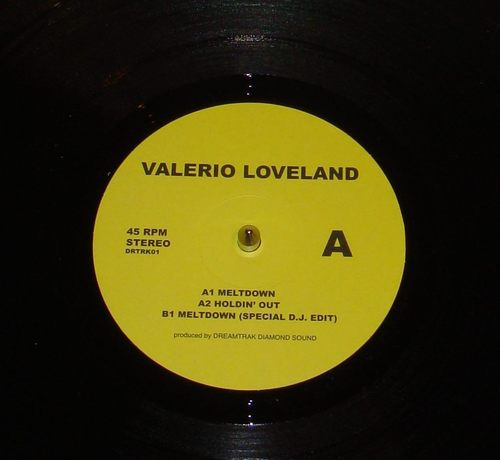 VALERIO LOVELAND
45 RPM
STEREO
DRTRK01
A
A1 MELTDOWN
A2 HOLDIN' OUT
B1 MELTDOWN (SPECIAL D.J. EDIT)
produced by DREAMTRAK DIAMOND SOUND